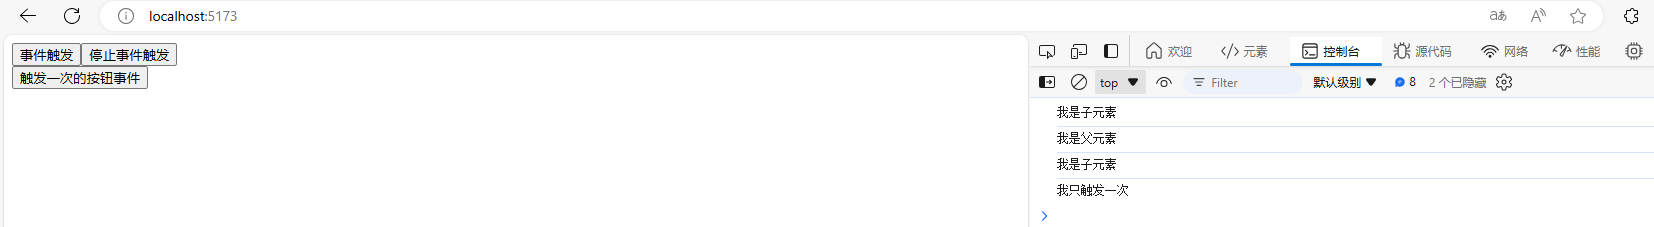 localhost:5173
事件触发 停止事件触发
触发一次的按钮事件
欢迎 元素 控制台 源代码 网络 性能
top Filter 默认级别 8 2 个已隐藏
我是子元素
我是父元素
我是子元素
我只触发一次